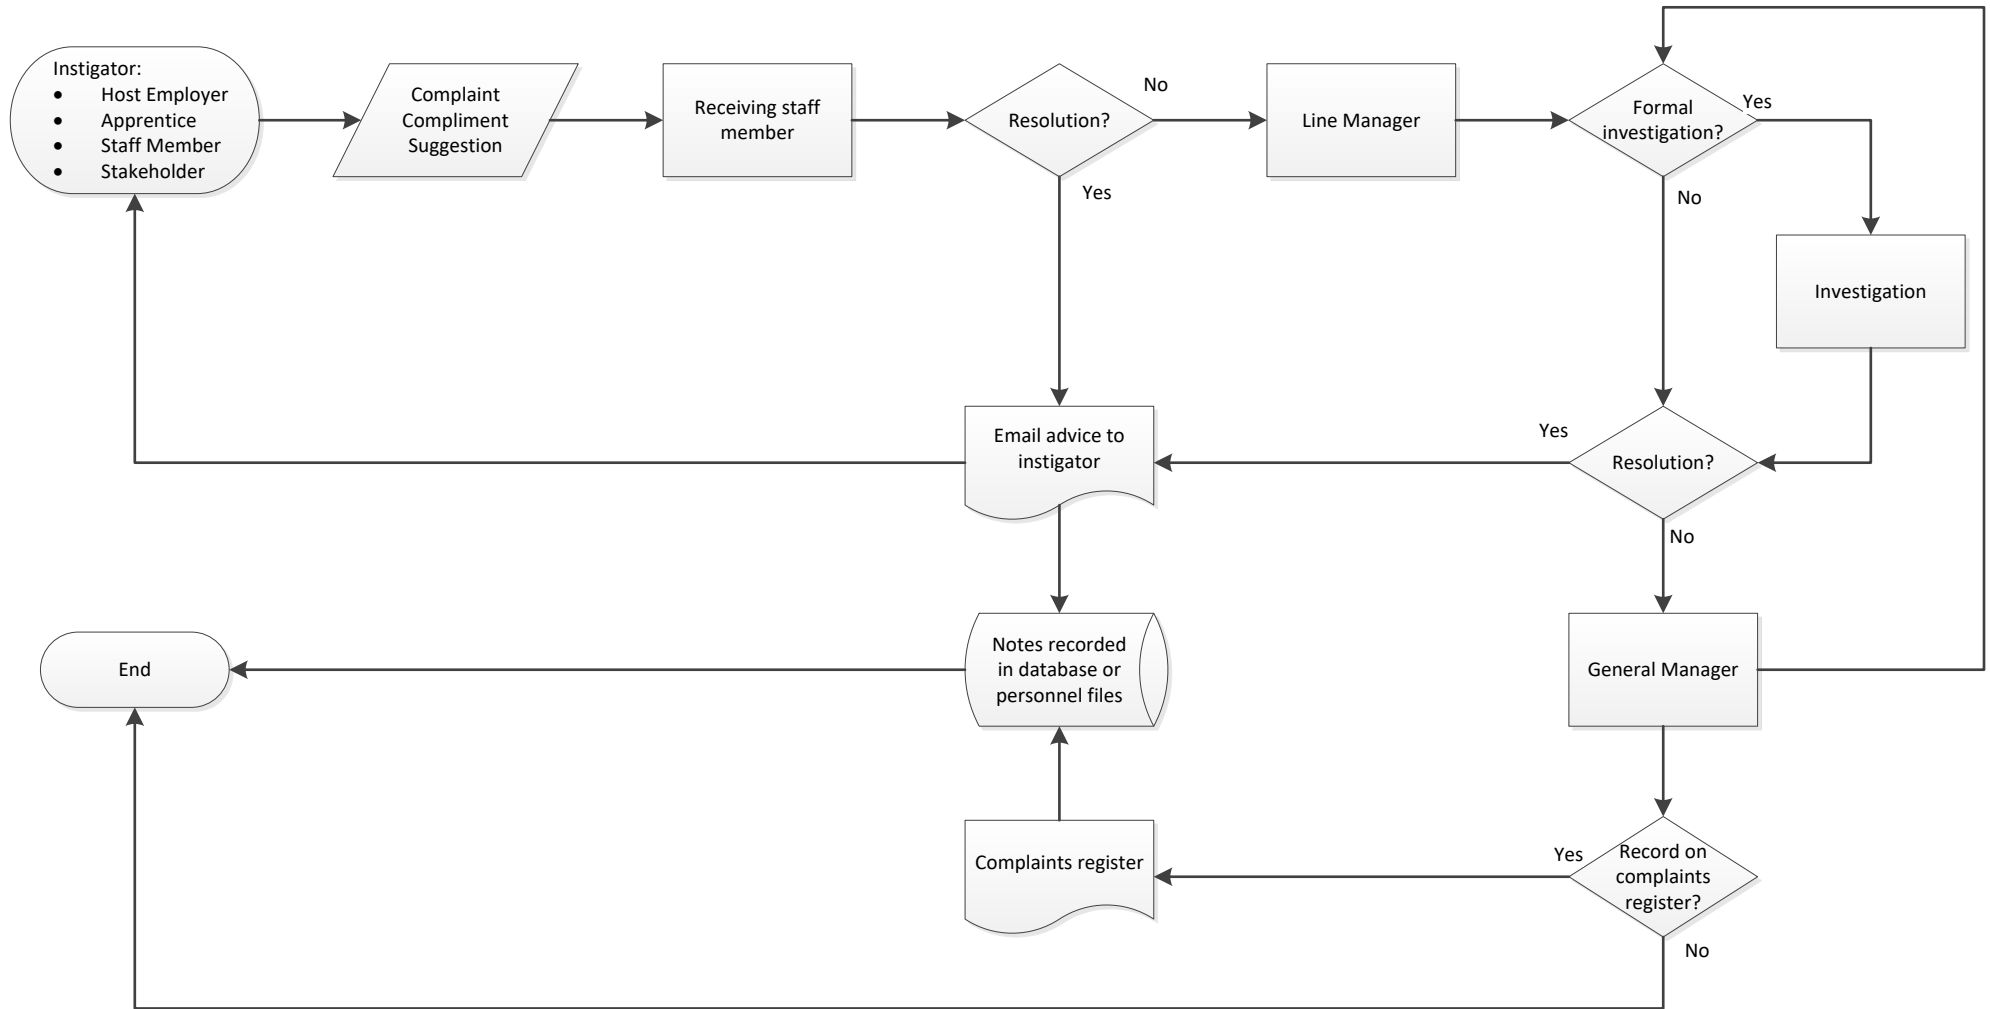 Instigator:
• Host Employer
• Apprentice
• Staff Member
• Stakeholder
Complaint
Compliment
Suggestion
Receiving staff
member
Resolution?
No
Yes
Line Manager
Formal
investigation?
Yes
No
Investigation
Email advice to
instigator
Yes
Resolution?
No
End
Notes recorded
in database or
personnel files
General Manager
Complaints register
Yes
Record on
complaints
register?
No